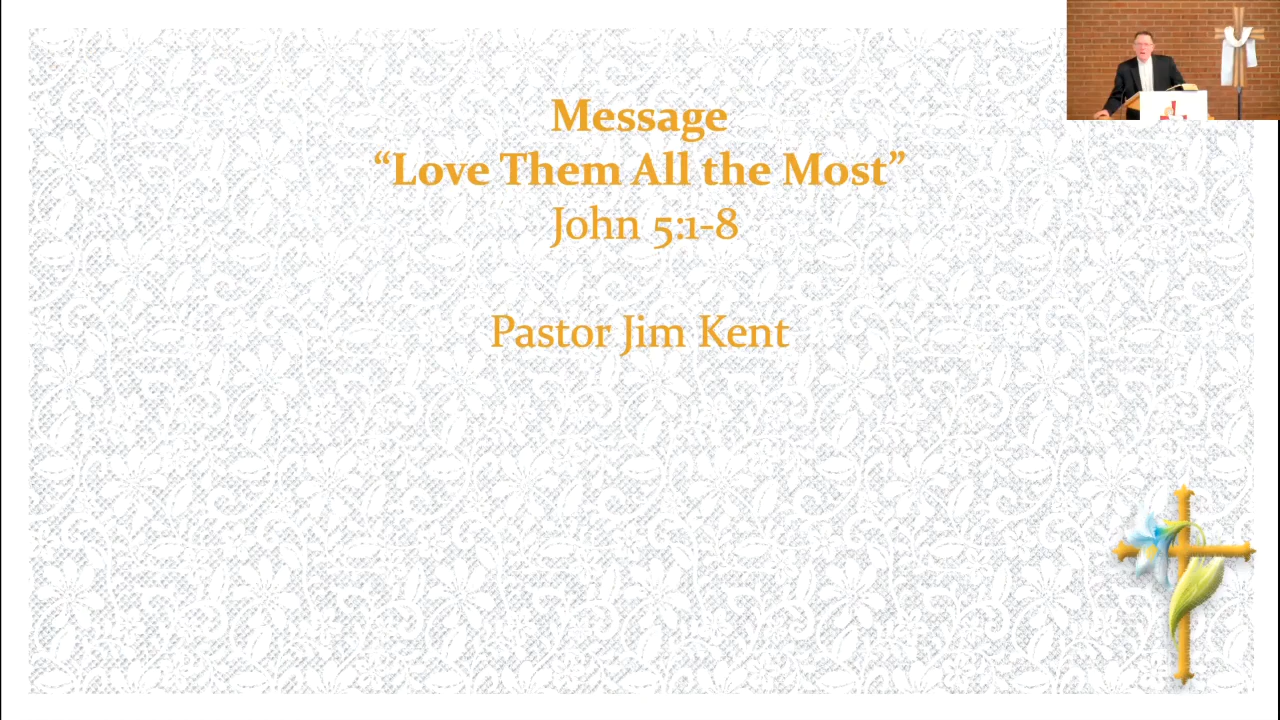 Message
“Love Them All the Most”
John 5:1-8
Pastor Jim Kent